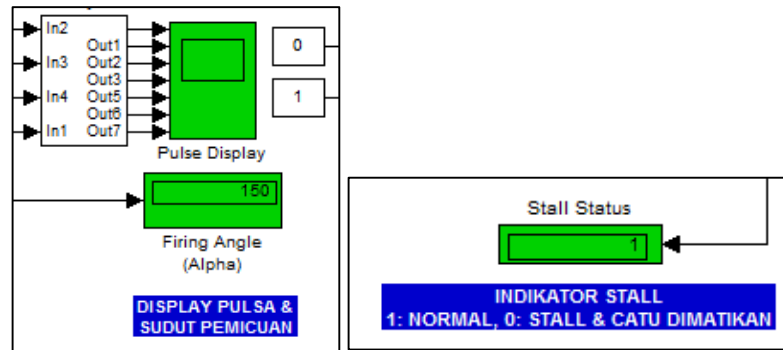 In2
In3
In4
In1
Out1
Out2
Out3
Out5
Out6
Out7
0
1
Pulse Display
150
Firing Angle
(Alpha)
DISPLAY PULSA &
SUDUT PEMICUAN
Stall Status
1
INDIKATOR STALL
1: NORMAL, 0: STALL & CATU DIMATIKAN